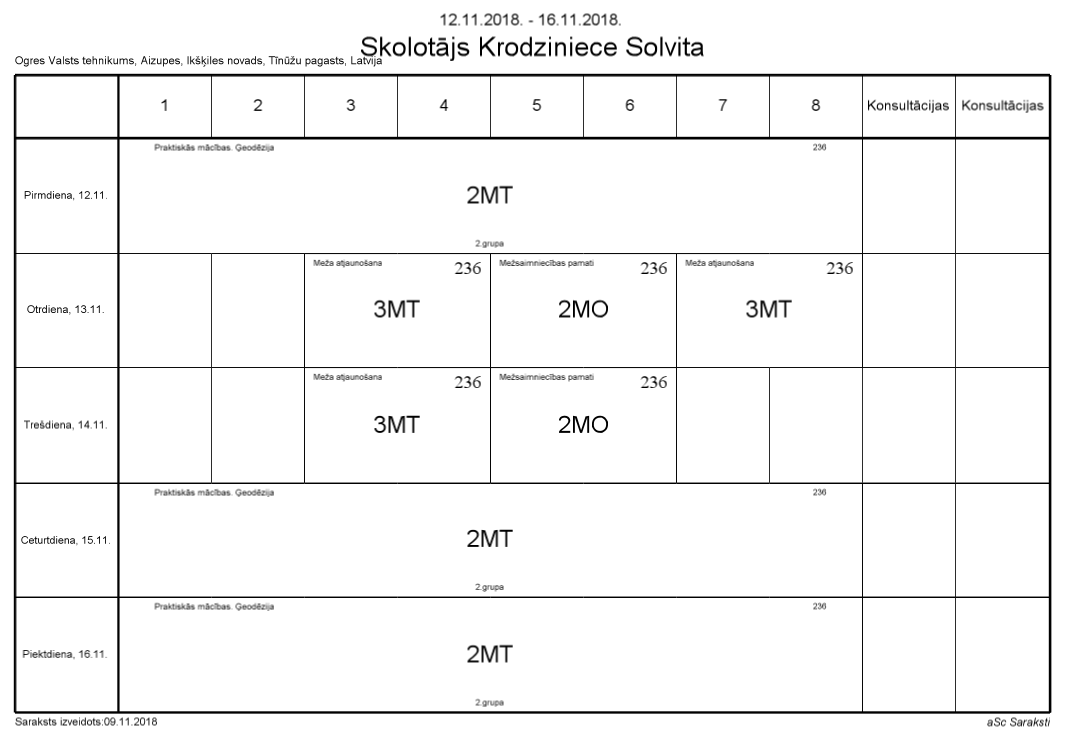 12.11.2018. - 16.11.2018.
Skolotājs Krodziniece Solvita
Ogres Valsts tehnikums, Aizupes, Ikšķiles novads, Tīnūžu pagasts, Latvija
1 2 3 4 5 6 7 8 Konsultācijas Konsultācijas
Pirmdiena, 12.11.
Praktiskās mācības. Ģeodēzija 236
2MT
2.grupa
Otrdiena, 13.11.
Meža atjaunošana 236
3MT
Mežsaimniecības pamati 236
2MO
Meža atjaunošana 236
3MT
Trešdiena, 14.11.
Meža atjaunošana 236
3MT
Mežsaimniecības pamati 236
2MO
Ceturtdiena, 15.11.
Praktiskās mācības. Ģeodēzija 236
2MT
2.grupa
Piektdiena, 16.11.
Praktiskās mācības. Ģeodēzija 236
2MT
2.grupa
Saraksts izveidots:09.11.2018
aSc Saraksti